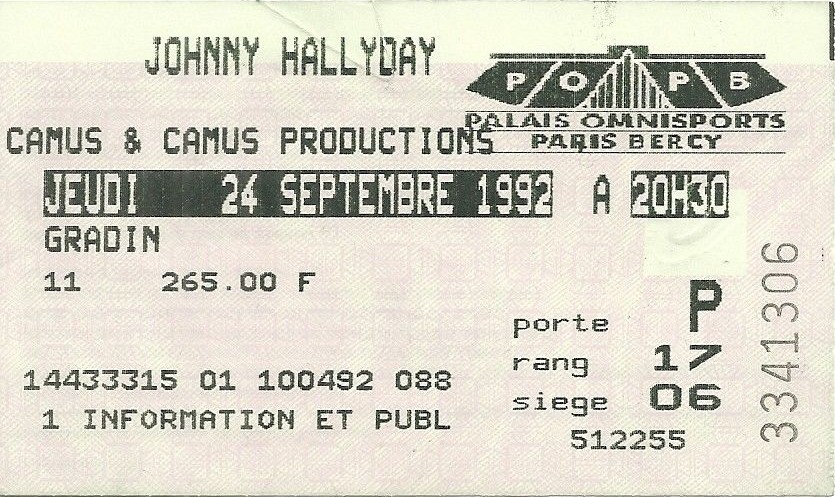 JOHNNY HALLYDAY
P O P B
PALAIS OMNISPORTS
PARIS BERCY
CAMUS & CAMUS PRODUCTIONS
JEUDI 24 SEPTEMBRE 1992 A 20H30
GRADIN
11 265.00 F
porte P
rang 17
siege 06
14433315 01 100492 088
1 INFORMATION ET PUBL
512255
3341306